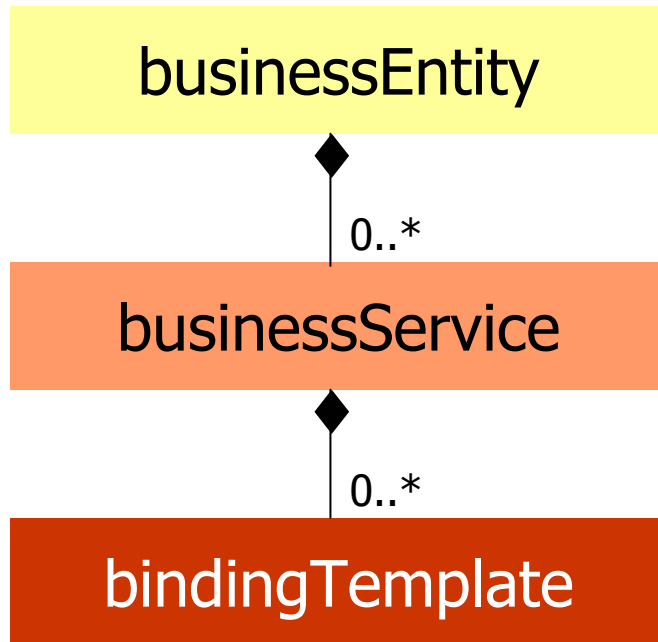 businessEntity
0..*
businessService
0..*
bindingTemplate